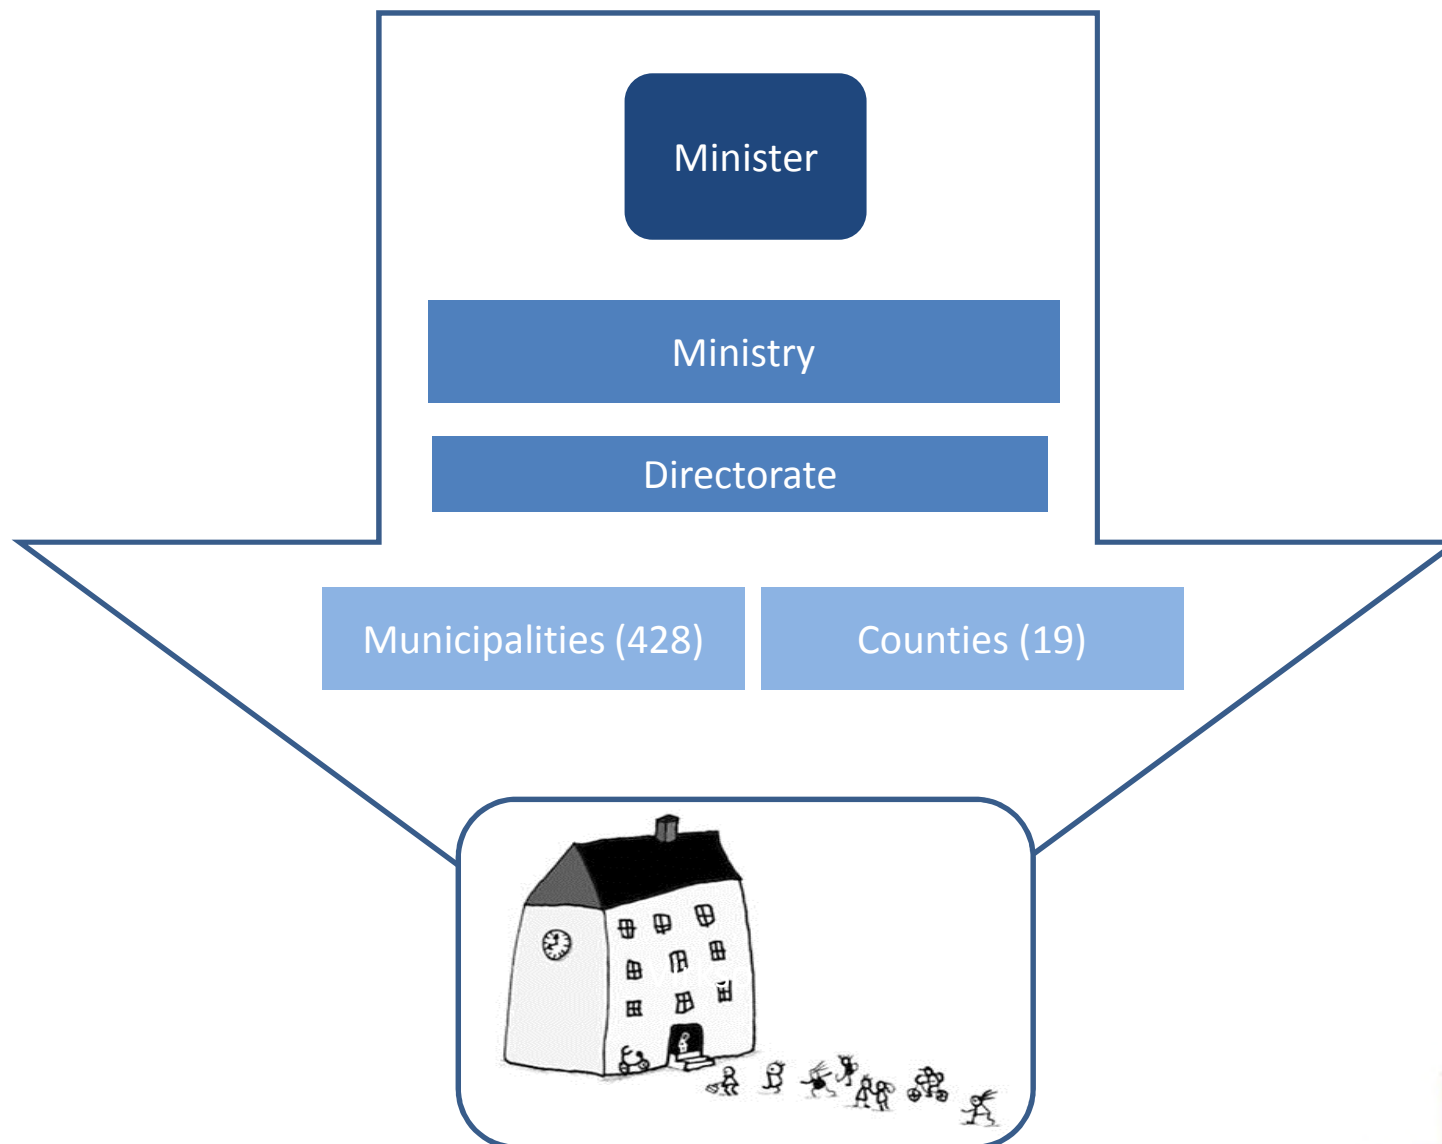 Minister
Ministry
Directorate
Municipalities (428)
Counties (19)